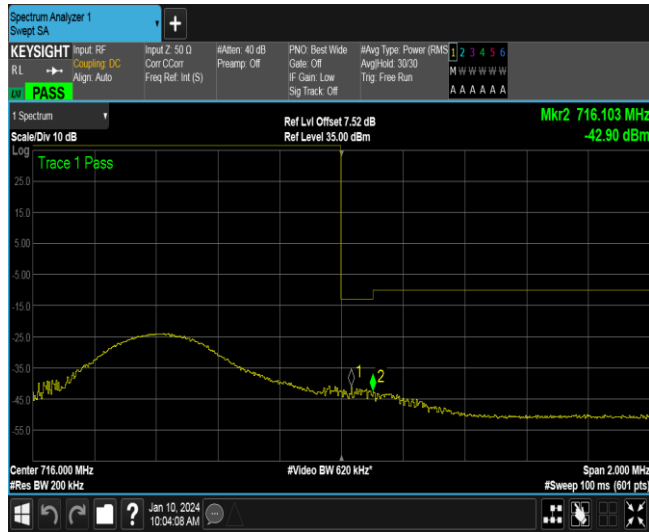 Spectrum Analyzer 1
Swept SA
+
KEYSIGHT
RL
LXI PASS
Input: RF
Coupling: DC
Align: Auto
Input Z: 50 Ω
Corr CCorr
Freq Ref: Int (S)
#Atten: 40 dB
Preamp: Off
PNO: Best Wide
Gate: Off
IF Gain: Low
Sig Track: Off
#Avg Type: Power (RMS
Avg|Hold: 30/30
Trig: Free Run
1 2 3 4 5 6
M W W W W W
A A A A A A
1 Spectrum
Scale/Div 10 dB
Ref Lvl Offset 7.52 dB
Ref Level 35.00 dBm
Mkr2 716.103 MHz
-42.90 dBm
Log
Trace 1 Pass
25.0
15.0
5.00
-5.00
-15.0
-25.0
-35.0
-45.0
-55.0
1
2
Center 716.000 MHz
#Res BW 200 kHz
#Video BW 620 kHz*
Span 2.000 MHz
#Sweep 100 ms (601 pts)
?
Jan 10, 2024
10:04:08 AM